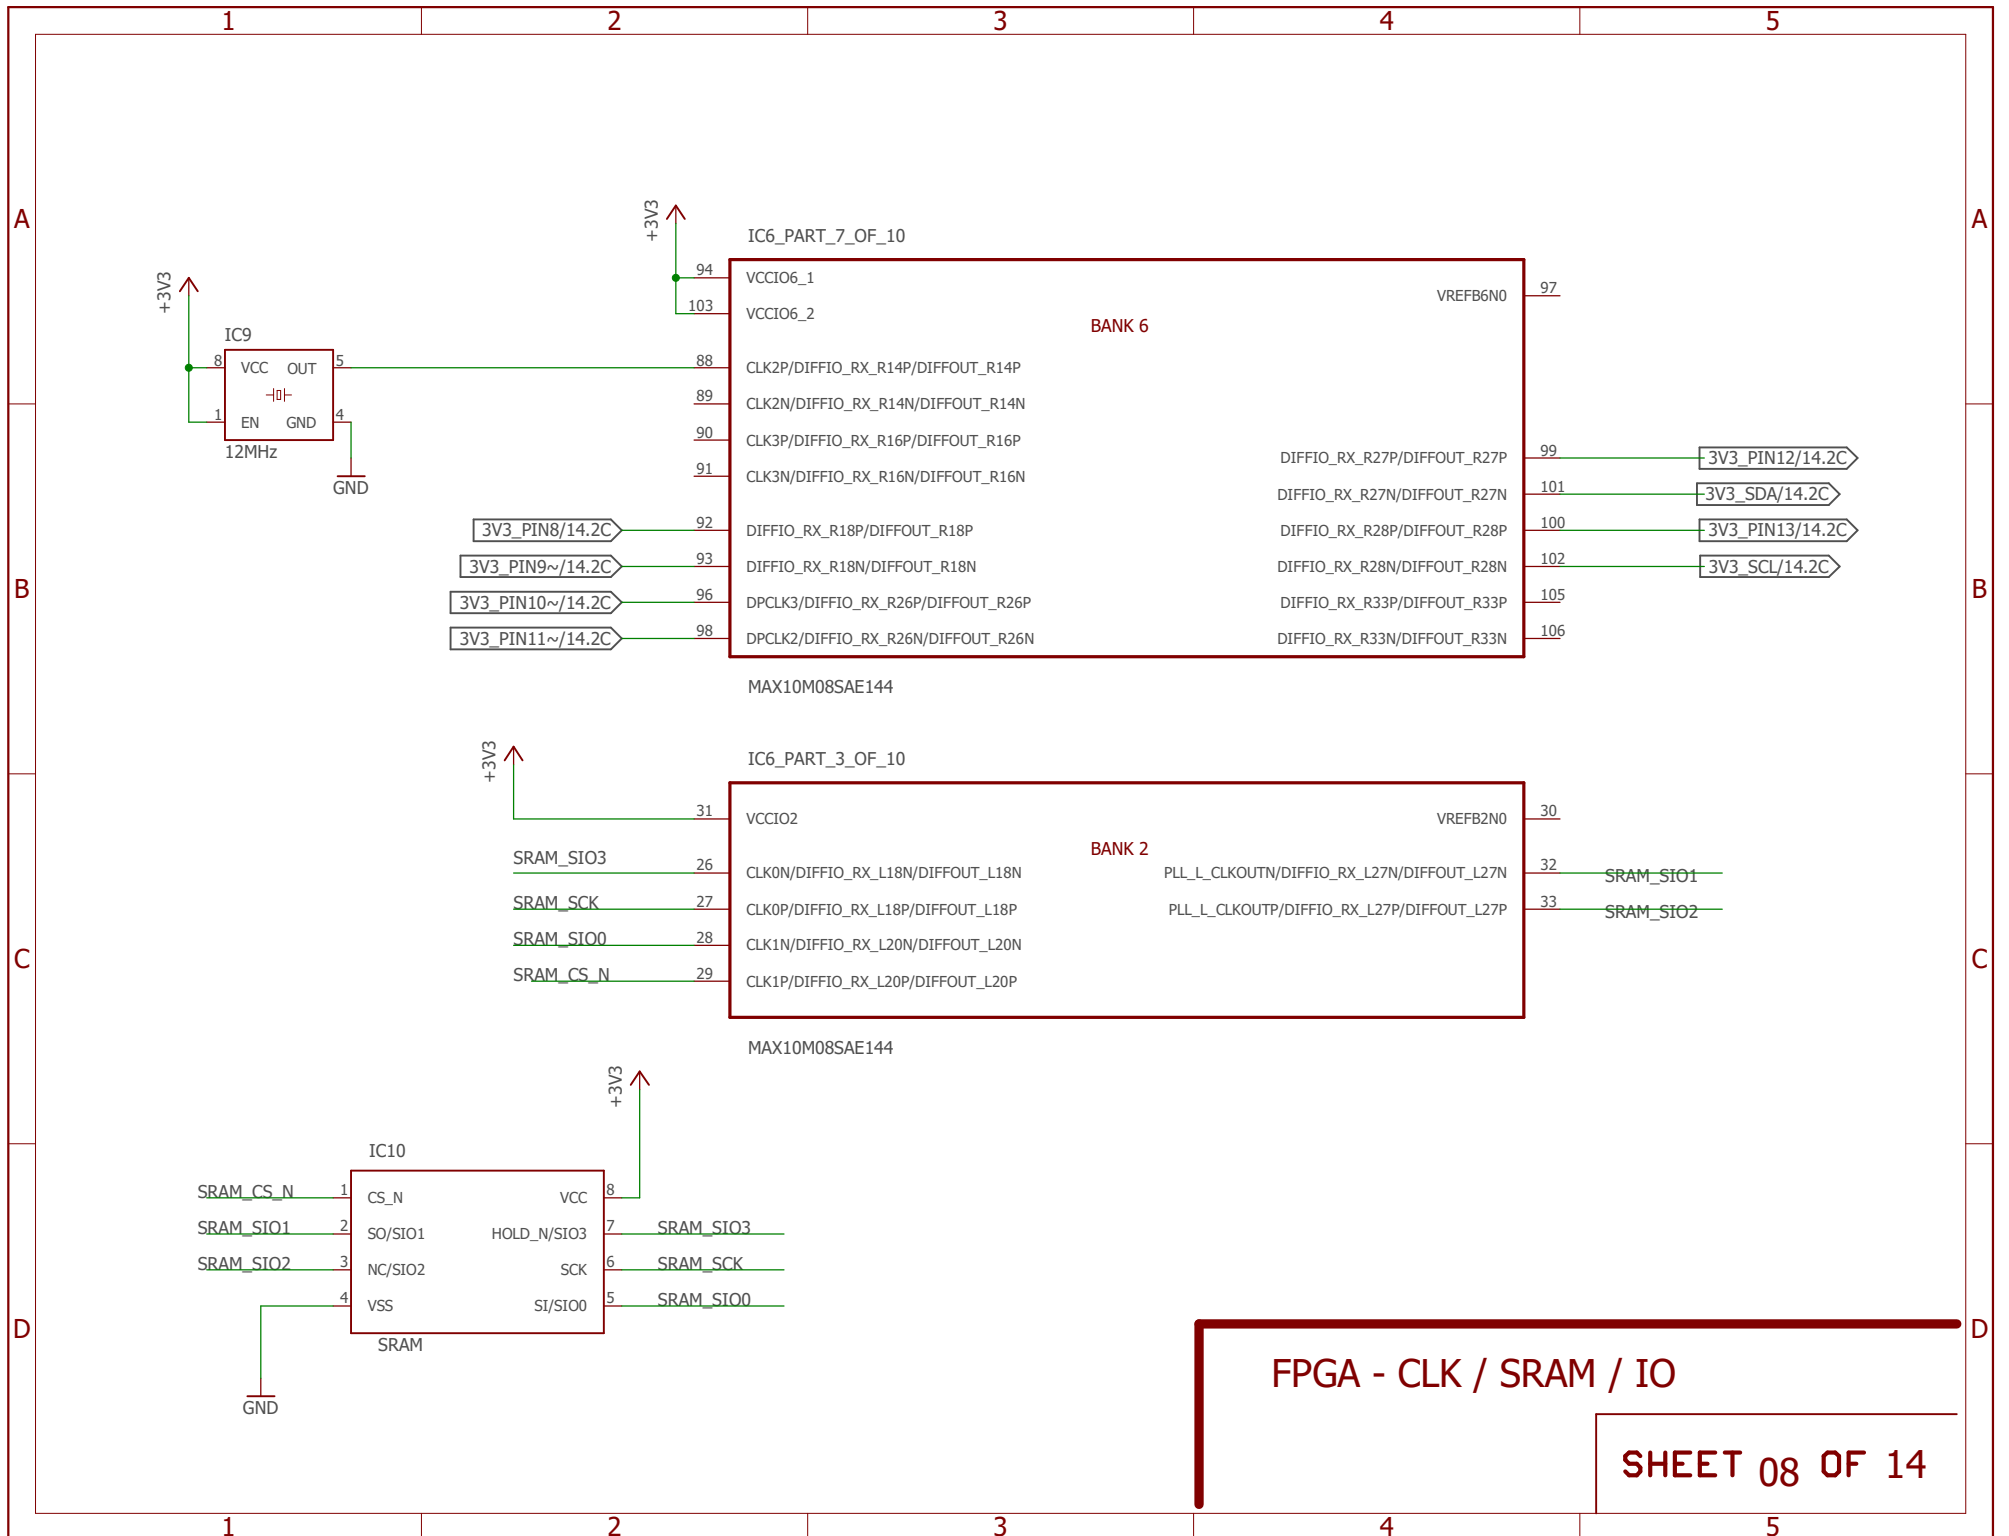 1 2 3 4 5
A A
+3V3
IC6_PART_7_OF_10
94 VCCIO6_1
VREFB6N0 97
103 VCCIO6_2
BANK 6
+3V3
IC9
8 VCC OUT 5
1 EN GND 4
12MHz
GND
88 CLK2P/DIFFIO_RX_R14P/DIFFOUT_R14P
89 CLK2N/DIFFIO_RX_R14N/DIFFOUT_R14N
90 CLK3P/DIFFIO_RX_R16P/DIFFOUT_R16P
91 CLK3N/DIFFIO_RX_R16N/DIFFOUT_R16N
DIFFIO_RX_R27P/DIFFOUT_R27P 99 3V3_PIN12/14.2C
DIFFIO_RX_R27N/DIFFOUT_R27N 101 3V3_SDA/14.2C
3V3_PIN8/14.2C 92 DIFFIO_RX_R18P/DIFFOUT_R18P DIFFIO_RX_R28P/DIFFOUT_R28P 100 3V3_PIN13/14.2C
3V3_PIN9~/14.2C 93 DIFFIO_RX_R18N/DIFFOUT_R18N DIFFIO_RX_R28N/DIFFOUT_R28N 102 3V3_SCL/14.2C
B B
3V3_PIN10~/14.2C 96 DPCLK3/DIFFIO_RX_R26P/DIFFOUT_R26P DIFFIO_RX_R33P/DIFFOUT_R33P 105
3V3_PIN11~/14.2C 98 DPCLK2/DIFFIO_RX_R26N/DIFFOUT_R26N DIFFIO_RX_R33N/DIFFOUT_R33N 106
MAX10M08SAE144
+3V3
IC6_PART_3_OF_10
31 VCCIO2 VREFB2N0 30
BANK 2
SRAM_SIO3 26 CLK0N/DIFFIO_RX_L18N/DIFFOUT_L18N PLL_L_CLKOUTN/DIFFIO_RX_L27N/DIFFOUT_L27N 32 SRAM_SIO1
SRAM_SCK 27 CLK0P/DIFFIO_RX_L18P/DIFFOUT_L18P PLL_L_CLKOUTP/DIFFIO_RX_L27P/DIFFOUT_L27P 33 SRAM_SIO2
SRAM_SIO0 28 CLK1N/DIFFIO_RX_L20N/DIFFOUT_L20N
C C
SRAM_CS_N 29 CLK1P/DIFFIO_RX_L20P/DIFFOUT_L20P
MAX10M08SAE144
+3V3
IC10
SRAM_CS_N 1 CS_N VCC 8
SRAM_SIO1 2 SO/SIO1 HOLD_N/SIO3 7 SRAM_SIO3
SRAM_SIO2 3 NC/SIO2 SCK 6 SRAM_SCK
4 VSS SI/SIO0 5 SRAM_SIO0
D D
SRAM
GND
FPGA - CLK / SRAM / IO
SHEET 08 OF 14
1 2 3 4 5